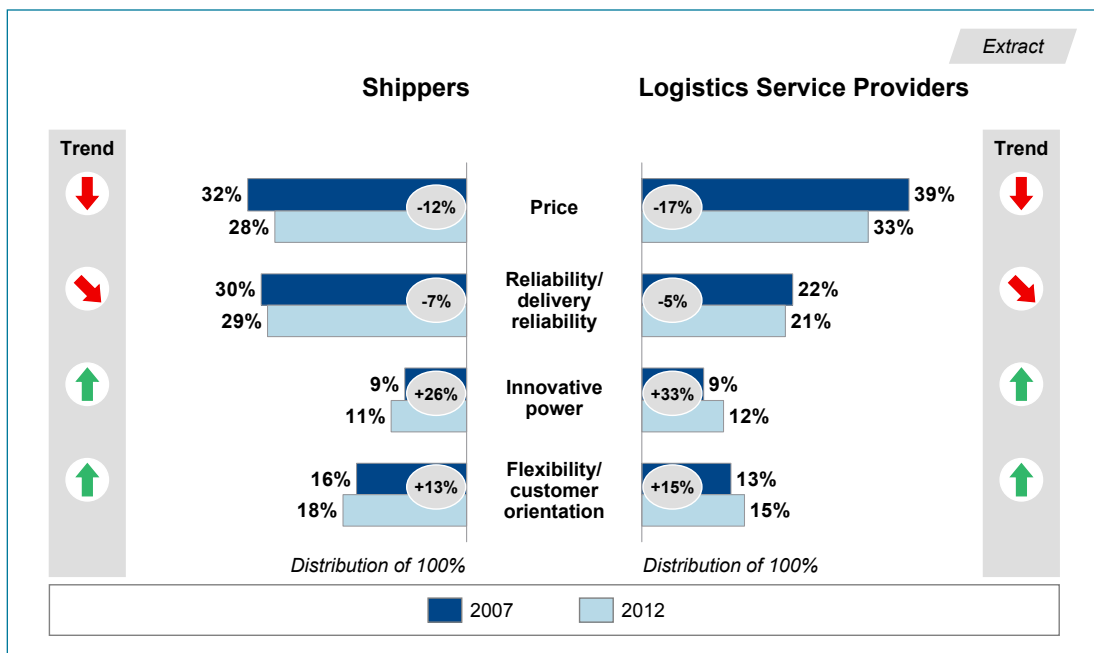 Extract
Shippers
Logistics Service Providers
Trend
Trend
32%
28%
-12%
Price
-17%
39%
33%
30%
29%
-7%
Reliability/
delivery
reliability
-5%
22%
21%
9%
11%
+26%
Innovative
power
+33%
9%
12%
16%
18%
+13%
Flexibility/
customer
orientation
+15%
13%
15%
Distribution of 100%
Distribution of 100%
2007
2012